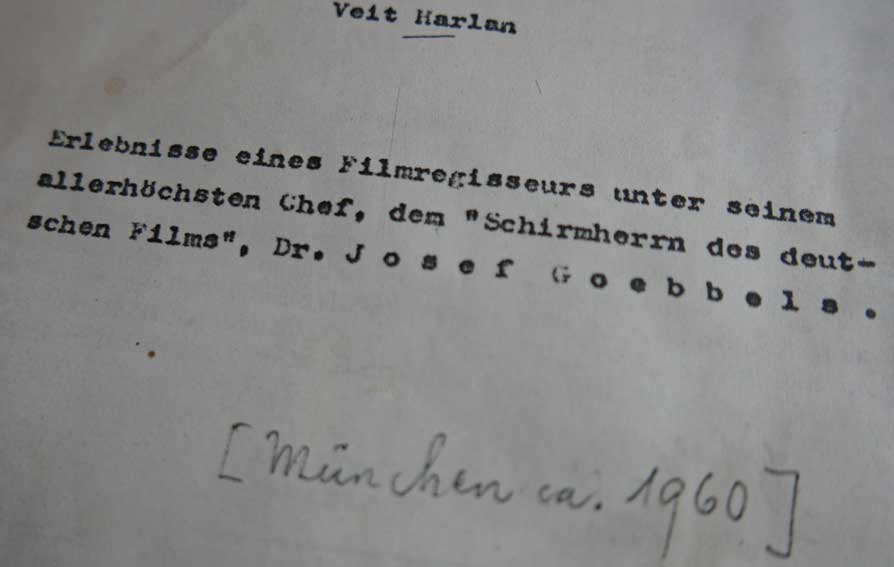 Veit Harlan
Erlebnisse eines Filmregisseurs unter seinem
allerhöchsten Chef, dem "Schirmherrn des deut-
schen Films", Dr. J o s e f  G o e b b e l s .
[München ca. 1960]